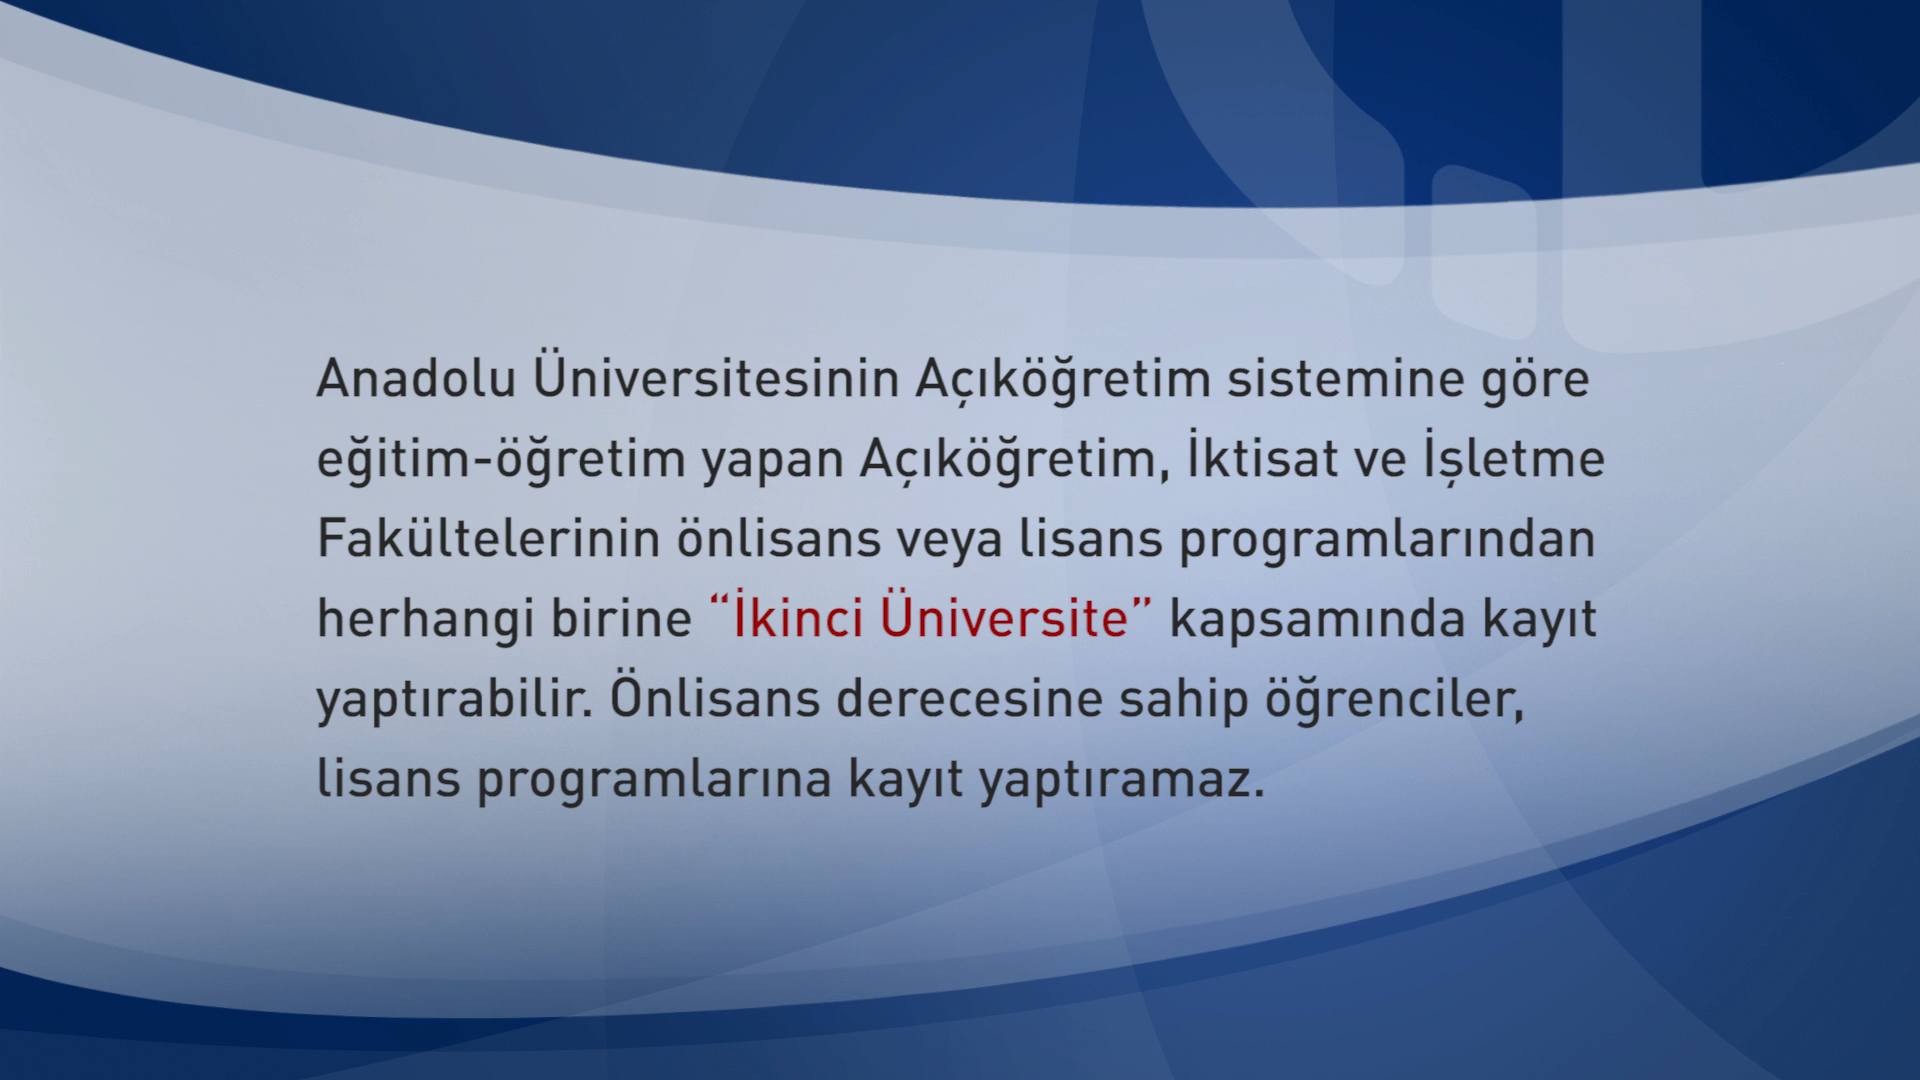 Anadolu Üniversitesinin Açıköğretim sistemine göre
eğitim-öğretim yapan Açıköğretim, İktisat ve İşletme
Fakültelerinin önlisans veya lisans programlarından
herhangi birine “İkinci Üniversite” kapsamında kayıt
yaptırabilir. Önlisans derecesine sahip öğrenciler,
lisans programlarına kayıt yaptıramaz.